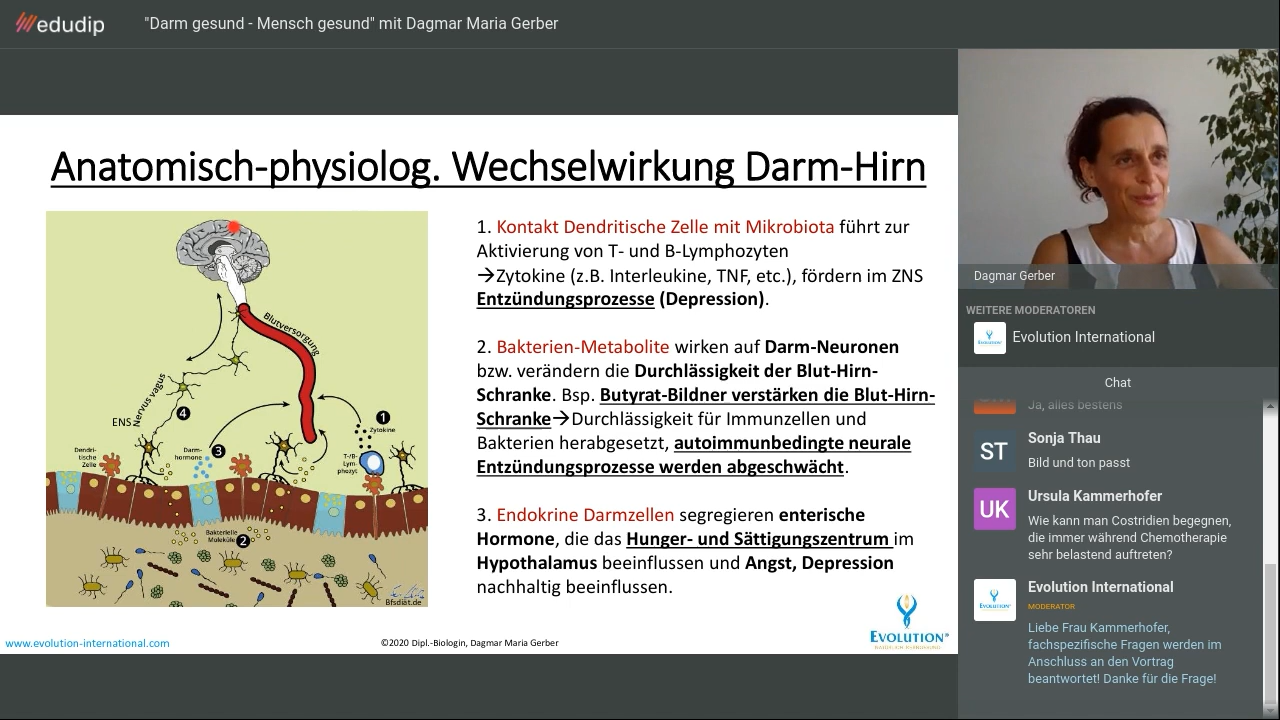 edudip
"Darm gesund - Mensch gesund" mit Dagmar Maria Gerber
Anatomisch-physiolog. Wechselwirkung Darm-Hirn
Blutversorgung
Nervus vagus
ENS
4
1
Zytokine
Dendri-
tische
Zelle
Darm-
hormone
3
T-/B-
Lym-
phozyt
Bakterielle
Moleküle
2
Bfsdiät.de
1. Kontakt Dendritische Zelle mit Mikrobiota führt zur
Aktivierung von T- und B-Lymphozyten
→Zytokine (z.B. Interleukine, TNF, etc.), fördern im ZNS
Entzündungsprozesse (Depression).
2. Bakterien-Metabolite wirken auf Darm-Neuronen
bzw. verändern die Durchlässigkeit der Blut-Hirn-
Schranke. Bsp. Butyrat-Bildner verstärken die Blut-Hirn-
Schranke→Durchlässigkeit für Immunzellen und
Bakterien herabgesetzt, autoimmunbedingte neurale
Entzündungsprozesse werden abgeschwächt.
3. Endokrine Darmzellen segregieren enterische
Hormone, die das Hunger- und Sättigungszentrum im
Hypothalamus beeinflussen und Angst, Depression
nachhaltig beeinflussen.
www.evolution-international.com
©2020 Dipl.-Biologin, Dagmar Maria Gerber
EVOLUTION®
Dagmar Gerber
WEITERE MODERATOREN
Evolution International
Chat
Ja, alles bestens
ST
Sonja Thau
Bild und ton passt
UK
Ursula Kammerhofer
Wie kann man Costridien begegnen,
die immer während Chemotherapie
sehr belastend auftreten?
Evolution International
MODERATOR
Liebe Frau Kammerhofer,
fachspezifische Fragen werden im
Anschluss an den Vortrag
beantwortet! Danke für die Frage!